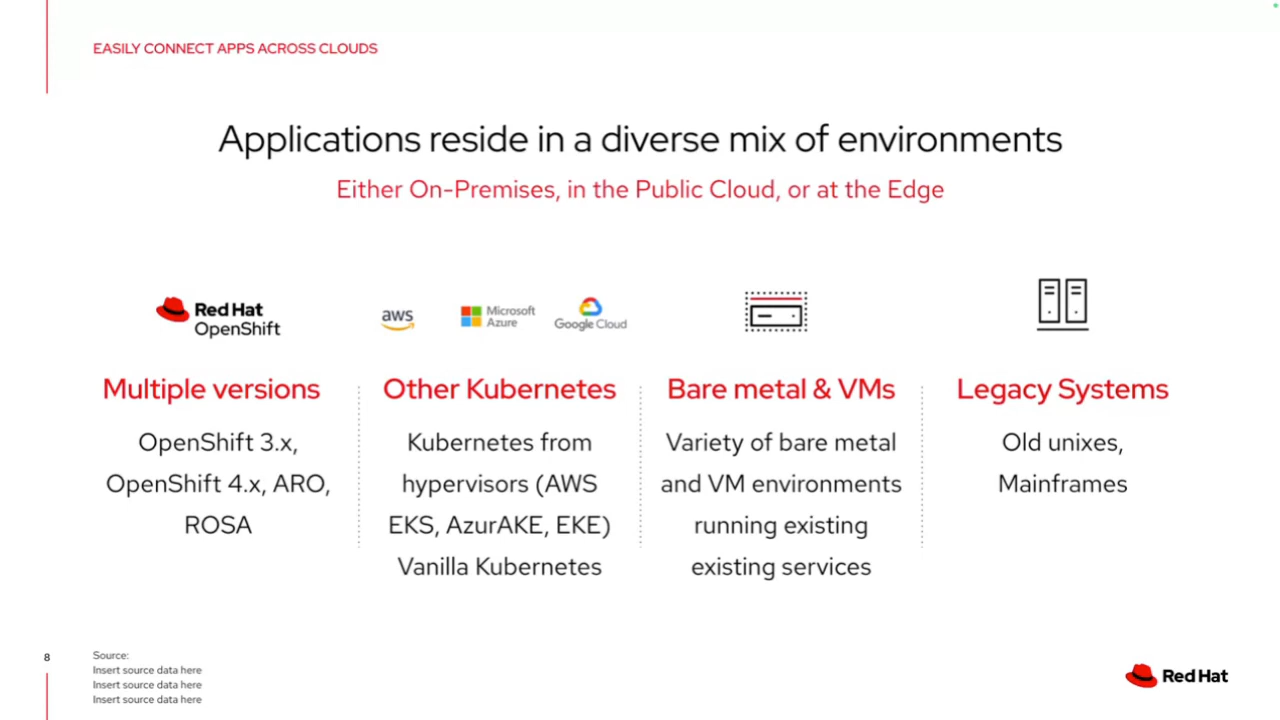 EASILY CONNECT APPS ACROSS CLOUDS
Applications reside in a diverse mix of environments
Either On-Premises, in the Public Cloud, or at the Edge
Red Hat
OpenShift
aws
Microsoft
Azure
Google Cloud
Multiple versions
OpenShift 3.x,
OpenShift 4.x, ARO,
ROSA
Other Kubernetes
Kubernetes from
hypervisors (AWS
EKS, AzurAKE, EKE)
Vanilla Kubernetes
Bare metal & VMs
Variety of bare metal
and VM environments
running existing
existing services
Legacy Systems
Old unixes,
Mainframes
8
Source:
Insert source data here
Insert source data here
Insert source data here
Red Hat